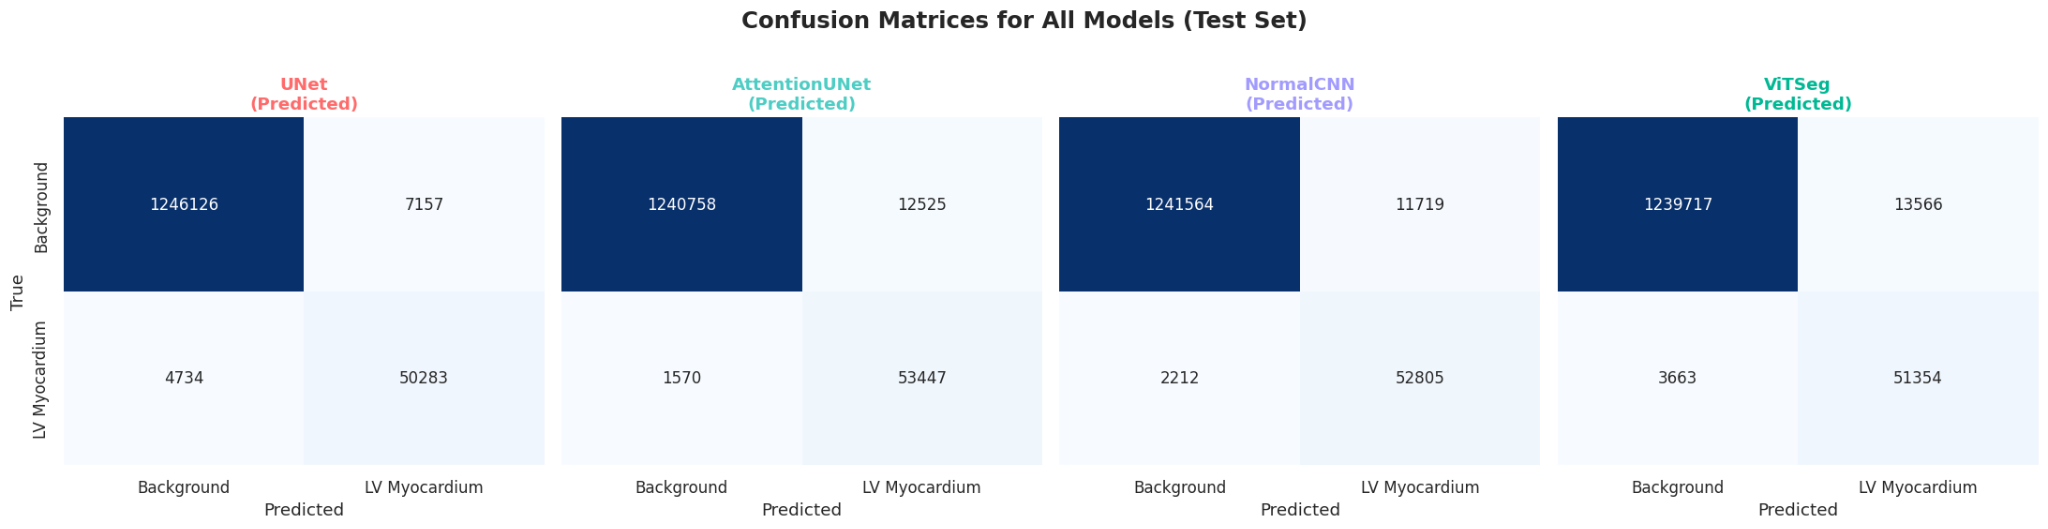 Confusion Matrices for All Models (Test Set)
UNet
(Predicted)
AttentionUNet
(Predicted)
NormalCNN
(Predicted)
ViTSeg
(Predicted)
True
Background
1246126 7157
1240758 12525
1241564 11719
1239717 13566
LV Myocardium
4734 50283
1570 53447
2212 52805
3663 51354
Background LV Myocardium
Background LV Myocardium
Background LV Myocardium
Background LV Myocardium
Predicted
Predicted
Predicted
Predicted